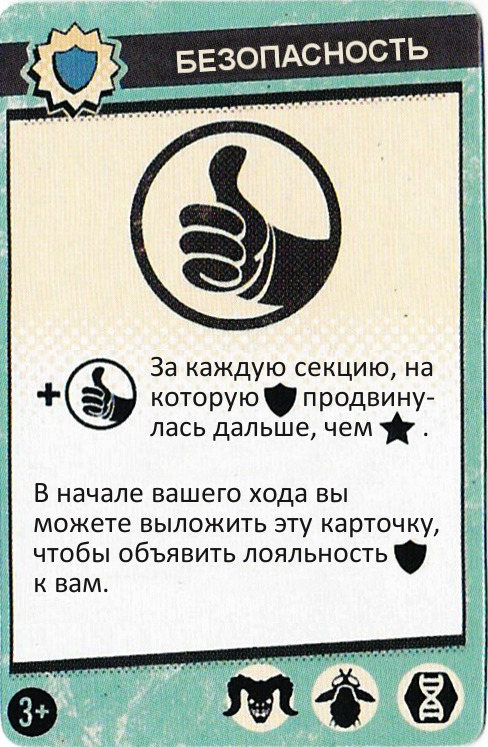 БЕЗОПАСНОСТЬ
+
За каждую секцию, на
которую продвину-
лась дальше, чем .
В начале вашего хода вы
можете выложить эту карточку,
чтобы объявить лояльность
к вам.
3+